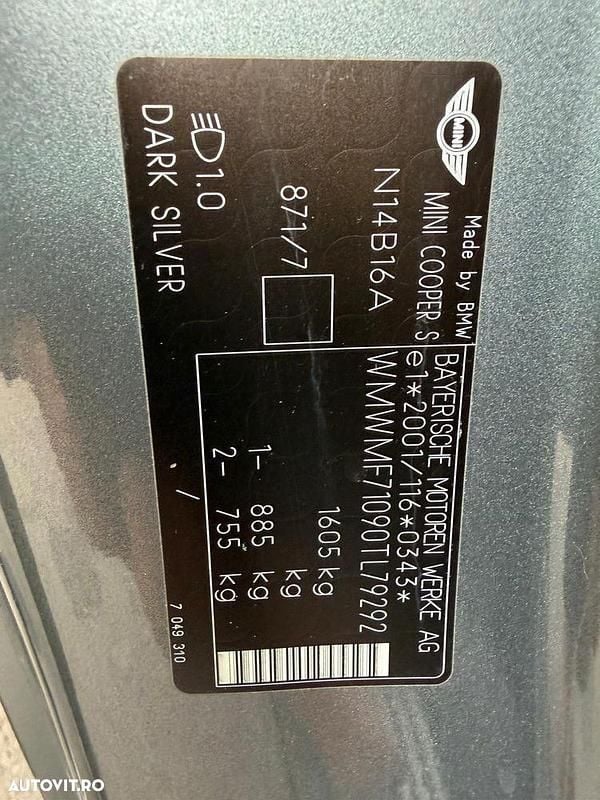 MINI
Made by BMW
MINI COOPER S
N14B16A
871/7
1.0
DARK SILVER
BAYERISCHE MOTOREN WERKE AG
e1*2001/116*0343*
WMWMF71090TL79292
1605 kg
kg
1- 885 kg
2- 755 kg
/
7 049 310
AUTOVIT.RO